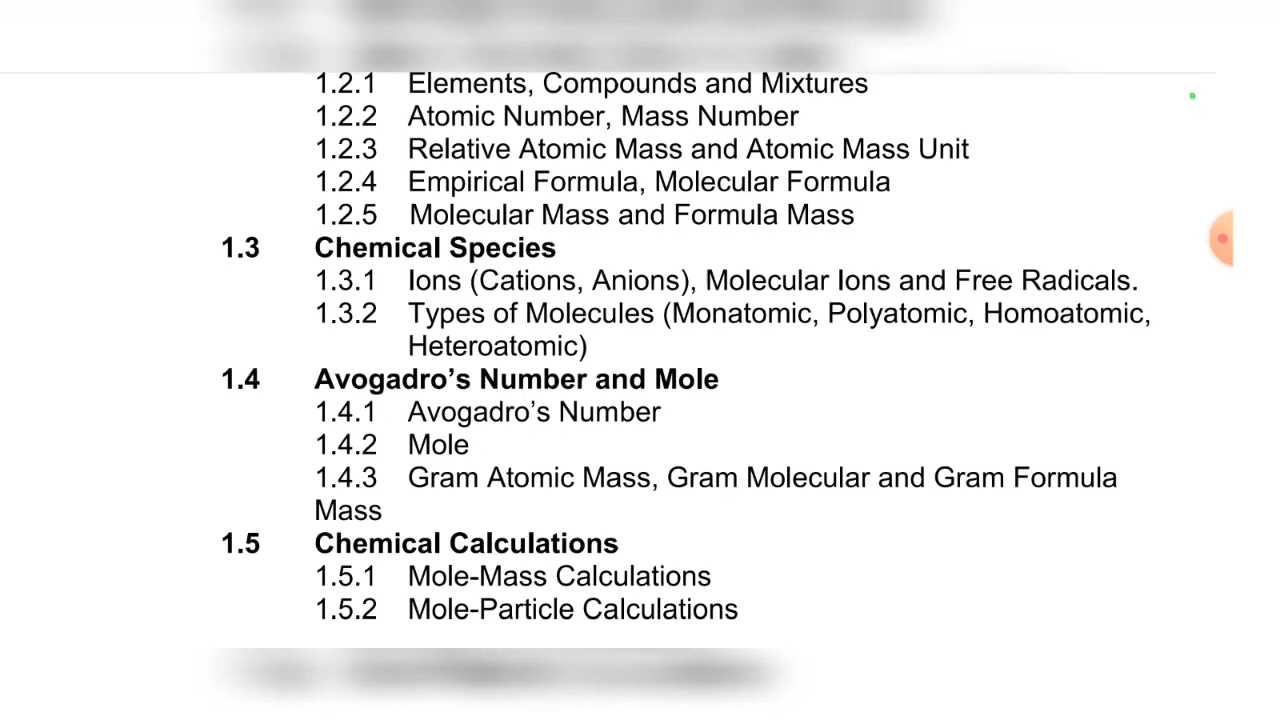 1.2.1 Elements, Compounds and Mixtures
1.2.2 Atomic Number, Mass Number
1.2.3 Relative Atomic Mass and Atomic Mass Unit
1.2.4 Empirical Formula, Molecular Formula
1.2.5 Molecular Mass and Formula Mass
1.3 Chemical Species
1.3.1 Ions (Cations, Anions), Molecular Ions and Free Radicals.
1.3.2 Types of Molecules (Monatomic, Polyatomic, Homoatomic,
Heteroatomic)
1.4 Avogadro’s Number and Mole
1.4.1 Avogadro’s Number
1.4.2 Mole
1.4.3 Gram Atomic Mass, Gram Molecular and Gram Formula
Mass
1.5 Chemical Calculations
1.5.1 Mole-Mass Calculations
1.5.2 Mole-Particle Calculations